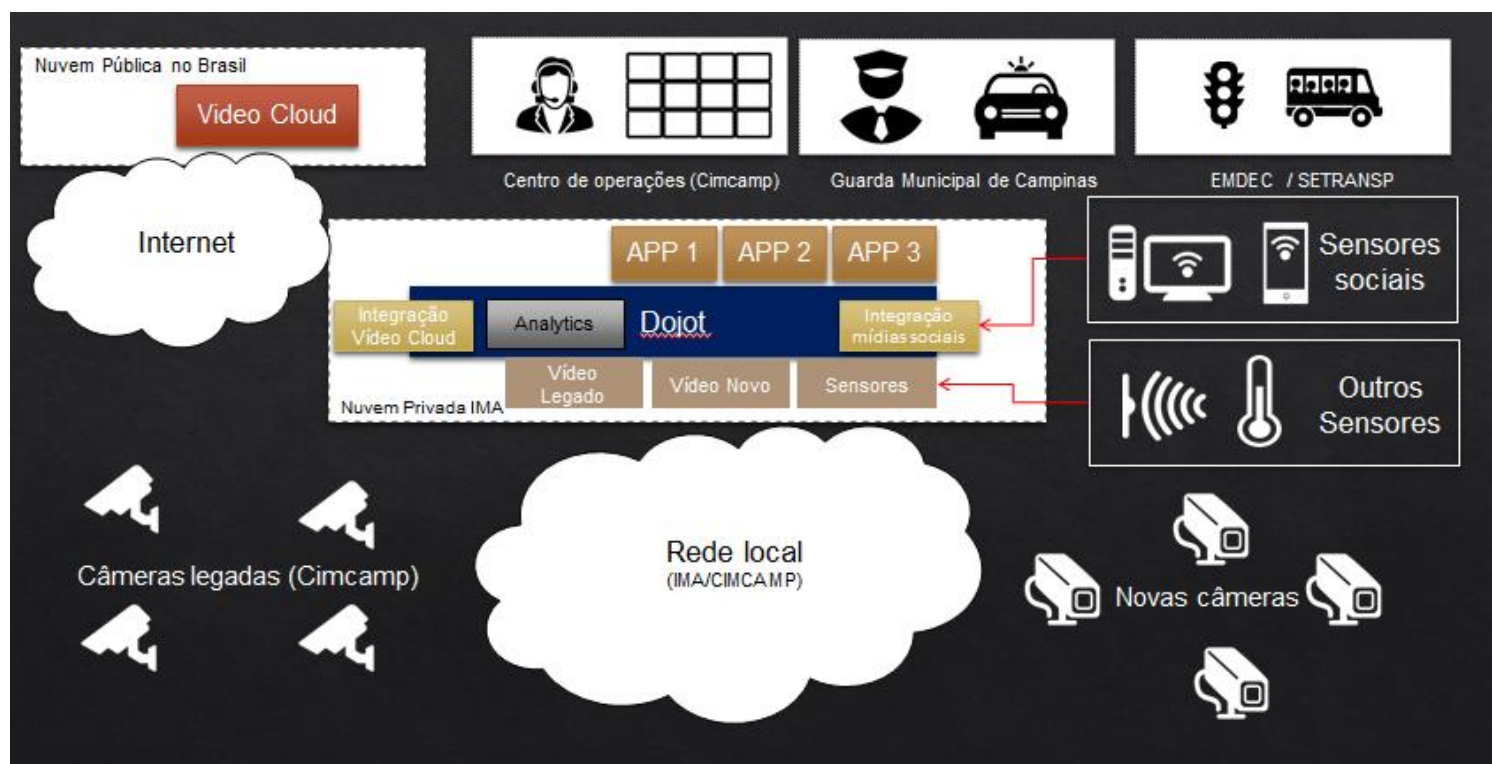 Nuvem Pública no Brasil
Video Cloud
Centro de operações (Cimcamp)
Guarda Municipal de Campinas
EMDEC / SETRANSP
Internet
APP 1
APP 2
APP 3
Integração
Vídeo Cloud
Analytics
Dojot
Integração
mídias sociais
Vídeo
Legado
Vídeo Novo
Sensores
Nuvem Privada IMA
Sensores
sociais
Outros
Sensores
Rede local
(IMA/CIMCAMP)
Câmeras legadas (Cimcamp)
Novas câmeras